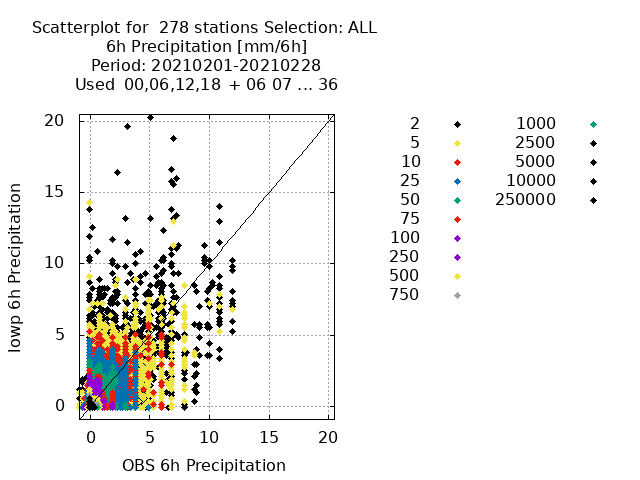 Scatterplot for 278 stations Selection: ALL
6h Precipitation [mm/6h]
Period: 20210201-20210228
Used 00,06,12,18 + 06 07 ... 36
20
15
10
5
0
Iowp 6h Precipitation
0 5 10 15 20
OBS 6h Precipitation
2 1000
5 2500
10 5000
25 10000
50 250000
75
100
250
500
750